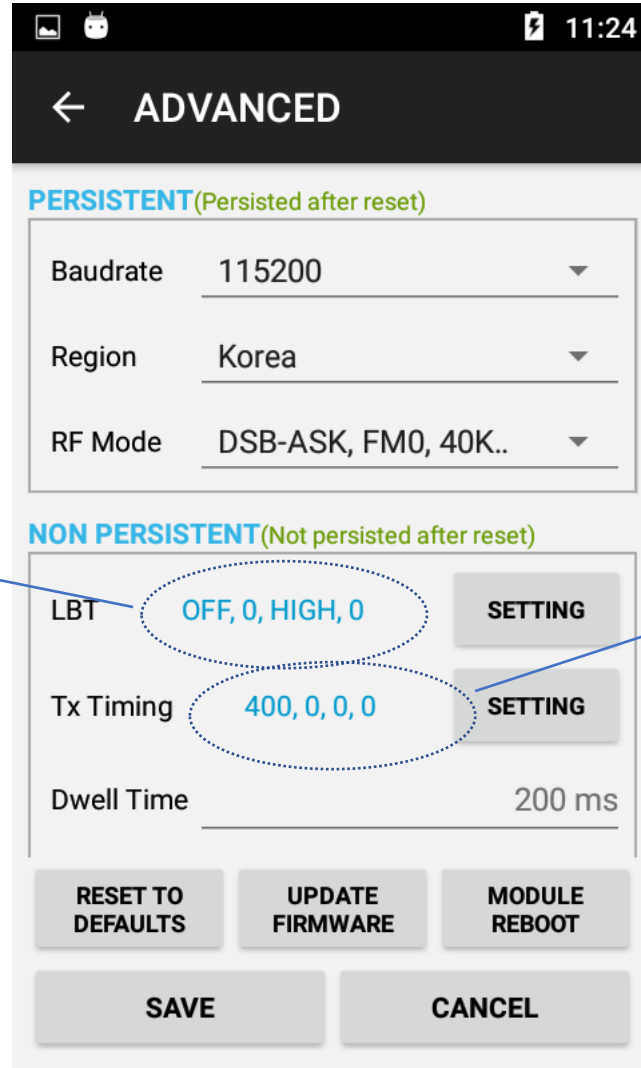 11:24
ADVANCED
PERSISTENT(Persisted after reset)
Baudrate 115200
Region Korea
RF Mode DSB-ASK, FM0, 40K..
NON PERSISTENT(Not persisted after reset)
LBT OFF, 0, HIGH, 0 SETTING
Tx Timing 400, 0, 0, 0 SETTING
Dwell Time 200 ms
RESET TO DEFAULTS UPDATE FIRMWARE MODULE REBOOT
SAVE CANCEL